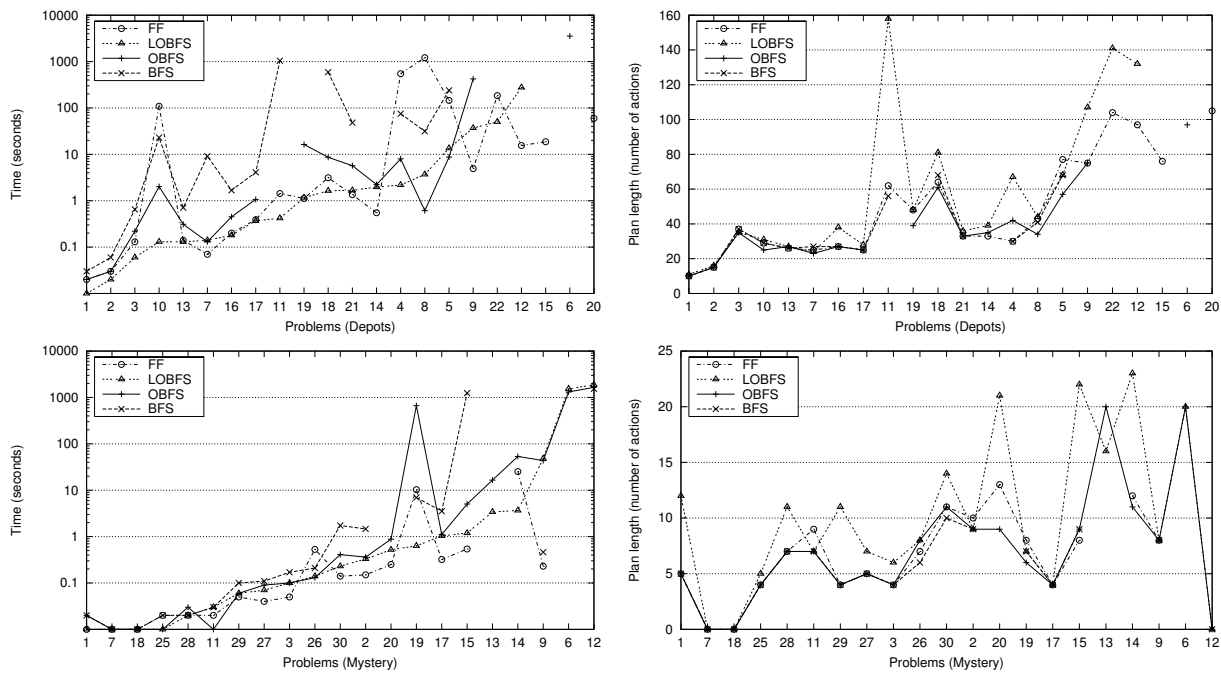 10000
1000
100
10
1
0.1
Time (seconds)
FF
LOBFS
OBFS
BFS
1 2 3 10 13 7 16 17 11 19 18 21 14 4 8 5 9 22 12 15 6 20
Problems (Depots)
160
140
120
100
80
60
40
20
0
Plan length (number of actions)
FF
LOBFS
OBFS
BFS
1 2 3 10 13 7 16 17 11 19 18 21 14 4 8 5 9 22 12 15 6 20
Problems (Depots)
10000
1000
100
10
1
0.1
Time (seconds)
FF
LOBFS
OBFS
BFS
1 7 18 25 28 11 29 27 3 26 30 2 20 19 17 15 13 14 9 6 12
Problems (Mystery)
25
20
15
10
5
0
Plan length (number of actions)
FF
LOBFS
OBFS
BFS
1 7 18 25 28 11 29 27 3 26 30 2 20 19 17 15 13 14 9 6 12
Problems (Mystery)